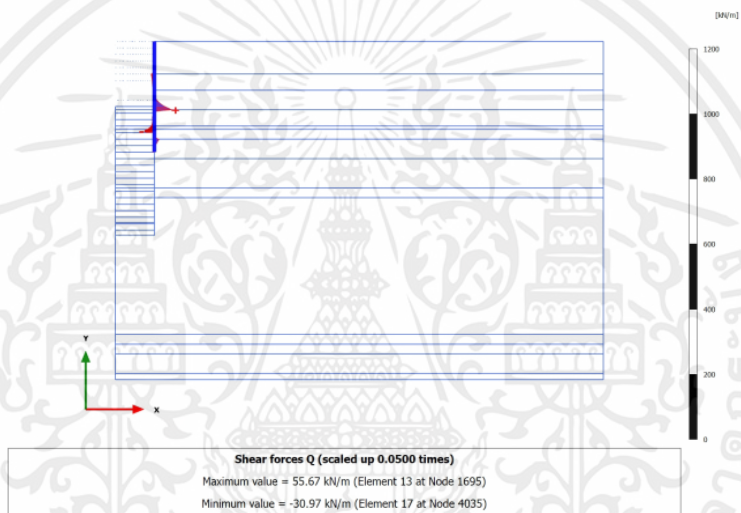 [kN/m]
1200
1000
800
600
400
200
0
Y
X
Shear forces Q (scaled up 0.0500 times)
Maximum value = 55.67 kN/m (Element 13 at Node 1695)
Minimum value = -30.97 kN/m (Element 17 at Node 4035)